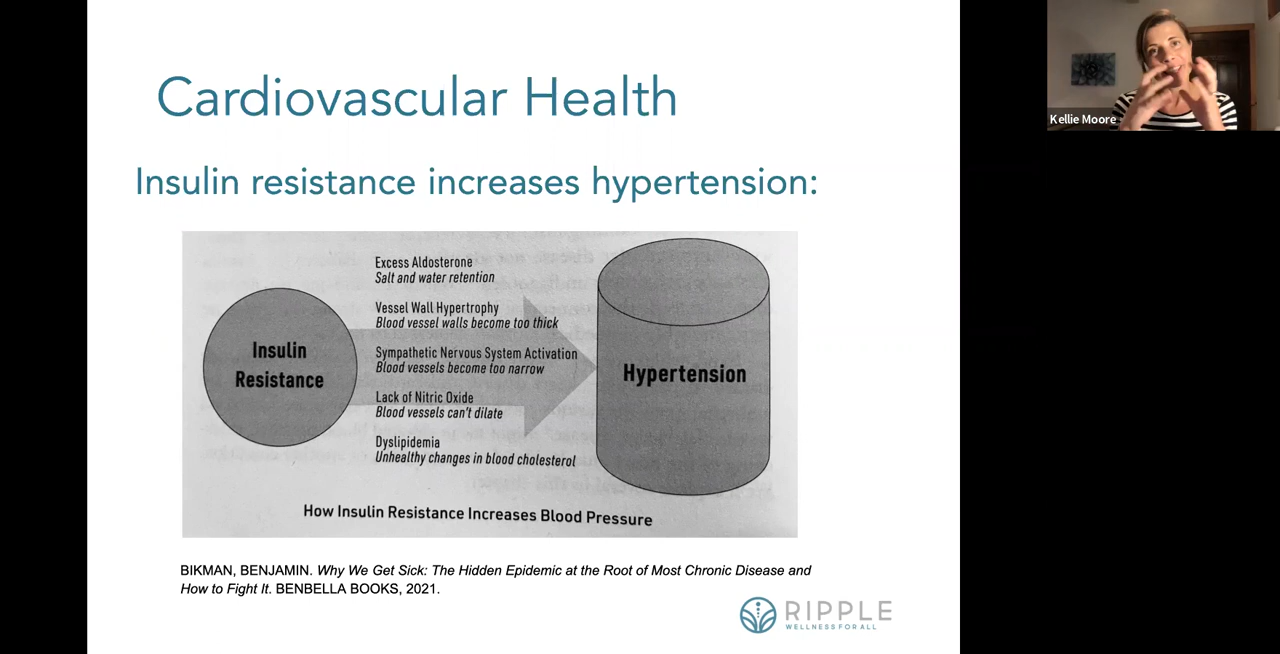 Cardiovascular Health
Kellie Moore
Insulin resistance increases hypertension:
Excess Aldosterone
Salt and water retention
Vessel Wall Hypertrophy
Blood vessel walls become too thick
Insulin
Resistance
Sympathetic Nervous System Activation
Blood vessels become too narrow
Hypertension
Lack of Nitric Oxide
Blood vessels can't dilate
Dyslipidemia
Unhealthy changes in blood cholesterol
How Insulin Resistance Increases Blood Pressure
BIKMAN, BENJAMIN. Why We Get Sick: The Hidden Epidemic at the Root of Most Chronic Disease and
How to Fight It. BENBELLA BOOKS, 2021.
RIPPLE
WELLNESS FOR ALL